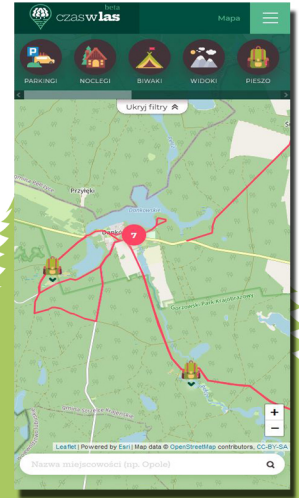 beta
czaswlas
Mapa
PARKINGI NOCLEGI BIWAKI WIDOKI PIESZO
Ukryj filtry
Przyłęki
7
+
−
Leaflet | Powered by Esri | Map data © OpenStreetMap contributors, CC-BY-SA
Nazwa miejscowości (np. Opole)